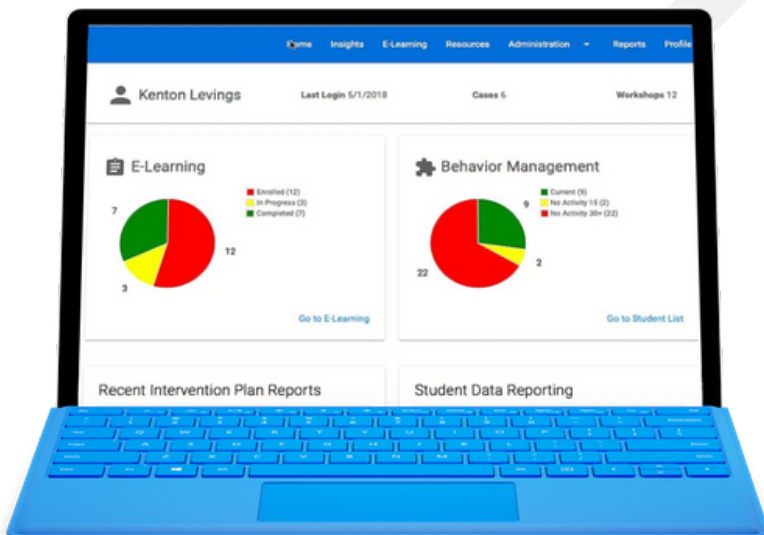 Home Insights E-Learning Resources Administration Reports Profile
Kenton Levings Last Login 5/1/2018 Cases 6 Workshops 12
E-Learning
Enrolled (12)
In Progress (3)
Completed (7)
7
12
3
Go to E-Learning
Behavior Management
Current (9)
No Activity 15 (2)
No Activity 30+ (22)
9
2
22
Go to Student List
Recent Intervention Plan Reports
Student Data Reporting
Q W E R T Y U I O P
A S D F G H J K L
Z X C V B N M